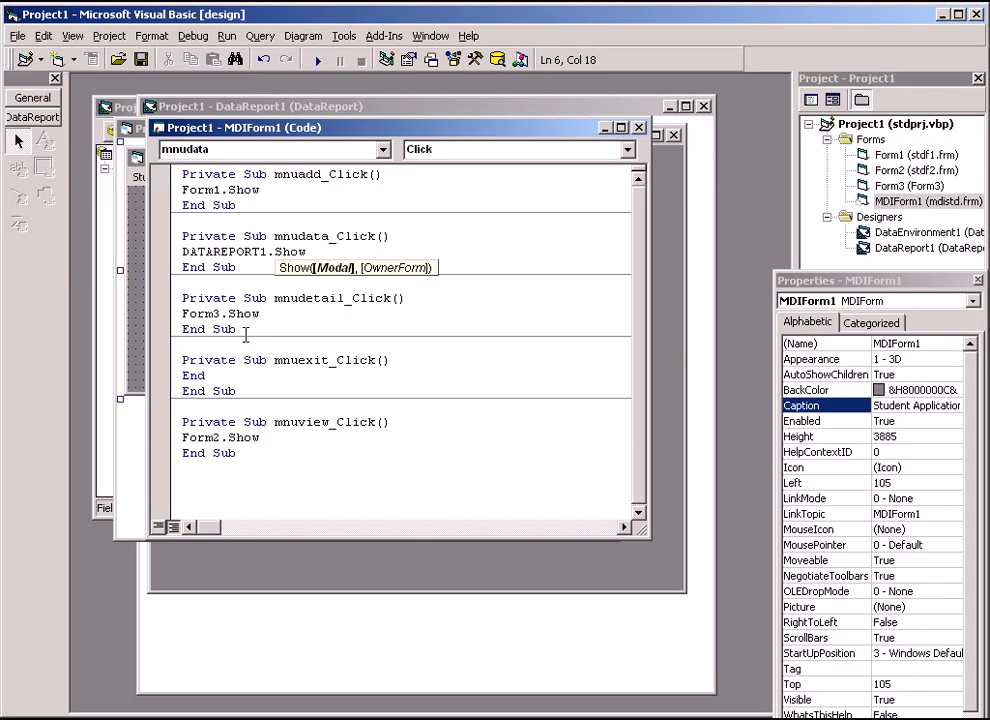 Project1 - Microsoft Visual Basic [design]
File Edit View Project Format Debug Run Query Diagram Tools Add-Ins Window Help
Ln 6, Col 18
General
DataReport
Project1 - DataReport1 (DataReport)
Project1 - MDIForm1 (Code)
mnudata Click
Private Sub mnuadd_Click()
Form1.Show
End Sub
Private Sub mnudata_Click()
DATAREPORT1.Show
End Sub
Show([Modal], [OwnerForm])
Private Sub mnudetail_Click()
Form3.Show
End Sub
Private Sub mnuexit_Click()
End
End Sub
Private Sub mnuview_Click()
Form2.Show
End Sub
Project - Project1
Project1 (stdprj.vbp)
Forms
Form1 (stdf1.frm)
Form2 (stdf2.frm)
Form3 (Form3)
MDIForm1 (mdistd.frm)
Designers
DataEnvironment1 (Dat
DataReport1 (DataRep
Properties - MDIForm1
MDIForm1 MDIForm
Alphabetic Categorized
(Name) MDIForm1
Appearance 1 - 3D
AutoShowChildren True
BackColor &H8000000C&
Caption Student Application
Enabled True
Height 3885
HelpContextID 0
Icon (Icon)
Left 105
LinkMode 0 - None
LinkTopic MDIForm1
MouseIcon (None)
MousePointer 0 - Default
Moveable True
NegotiateToolbars True
OLEDropMode 0 - None
Picture (None)
RightToLeft False
ScrollBars True
StartUpPosition 3 - Windows Defaul
Tag
Top 105
Visible True
WhatsThisHelp False